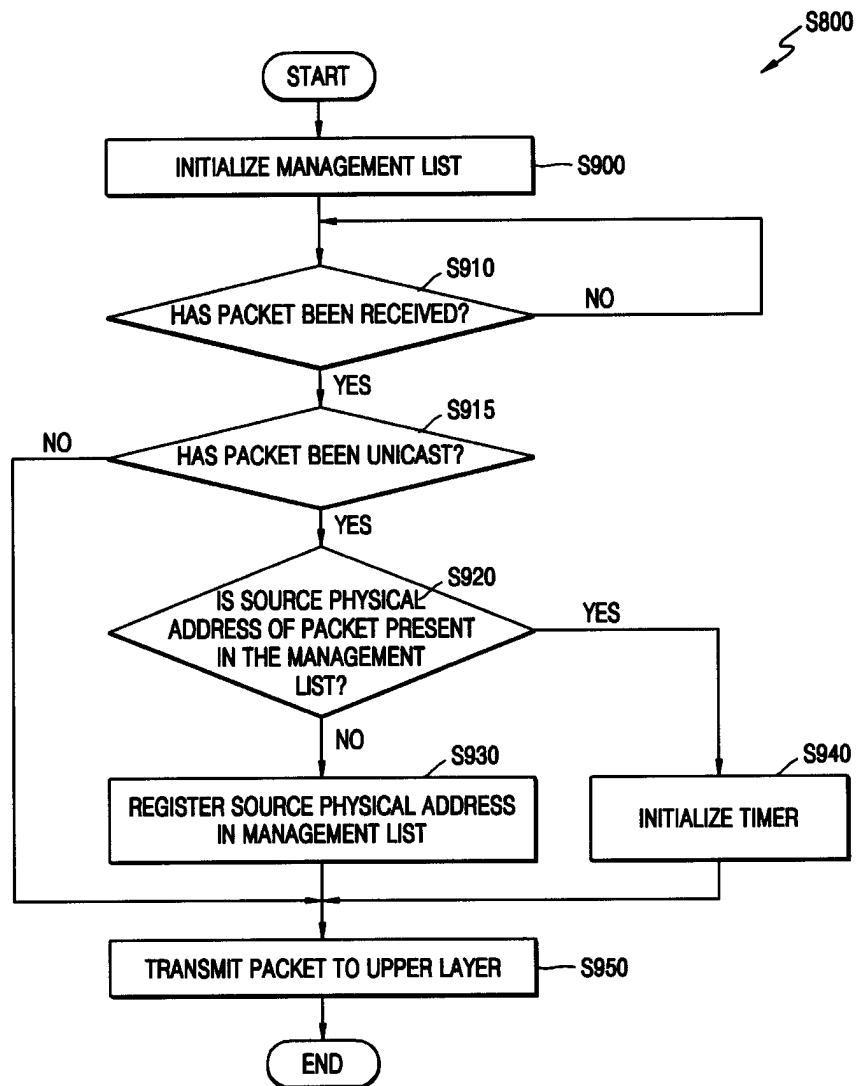 S800
START
INITIALIZE MANAGEMENT LIST
S900
S910
HAS PACKET BEEN RECEIVED?
NO
YES
S915
NO
HAS PACKET BEEN UNICAST?
YES
S920
IS SOURCE PHYSICAL
ADDRESS OF PACKET PRESENT
IN THE MANAGEMENT
LIST?
YES
NO
S930
REGISTER SOURCE PHYSICAL ADDRESS
IN MANAGEMENT LIST
S940
INITIALIZE TIMER
TRANSMIT PACKET TO UPPER LAYER
S950
END